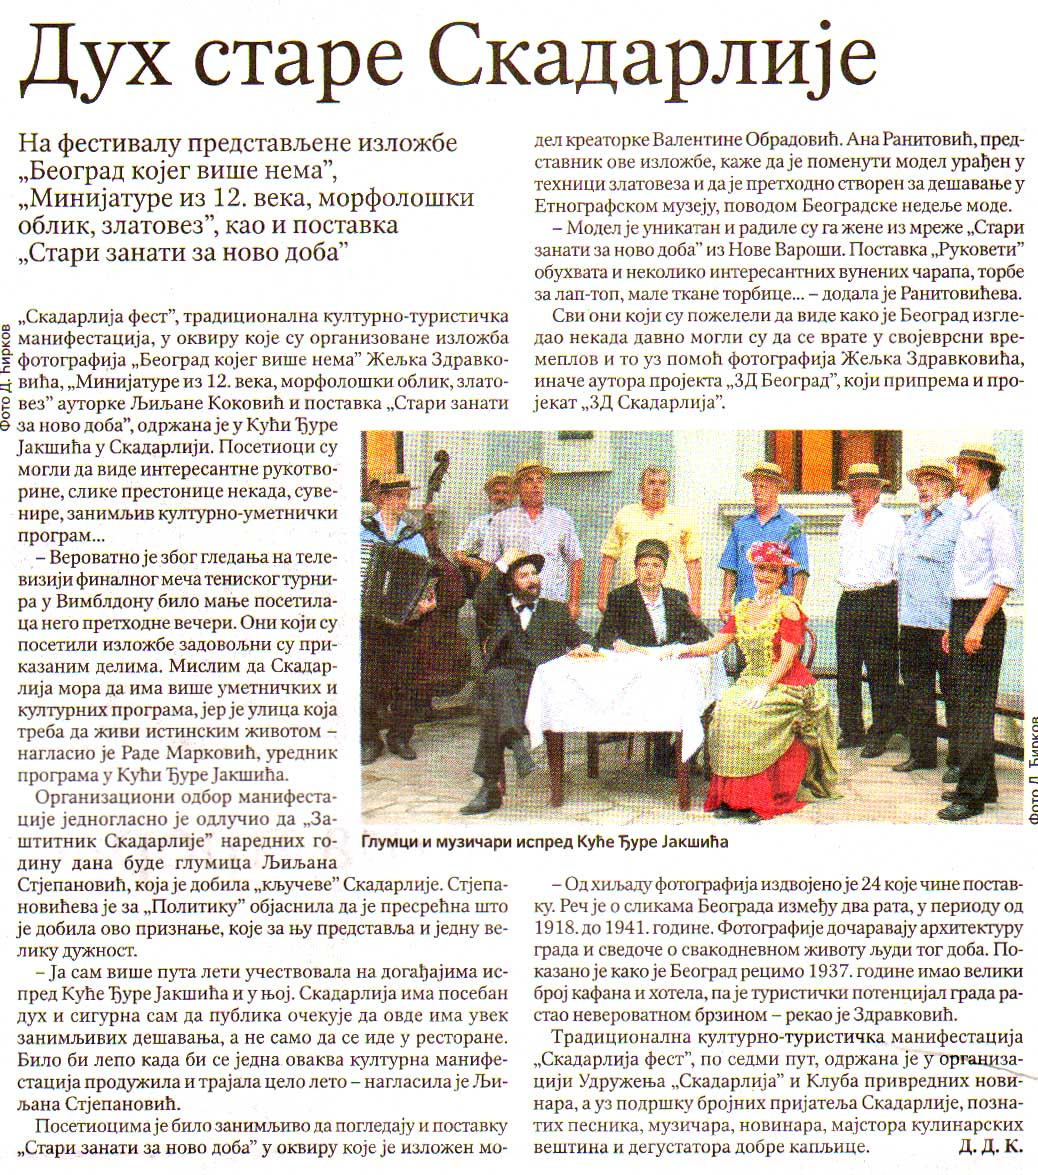 Дух старе Скадарлије
На фестивалу представљене изложбе
„Београд којег више нема”,
„Минијатуре из 12. века, морфолошки
облик, златовез”, као и поставка
„Стари занати за ново доба”
Фото Д. Ћирков
„Скадарлија фест”, традиционална културно-туристичка
манифестација, у оквиру које су организоване изложба
фотографија „Београд којег више нема” Жељка Здравко-
вића, „Минијатуре из 12. века, морфолошки облик, злато-
вез” ауторке Љиљане Коковић и поставка „Стари занати
за ново доба”, одржана је у Кући Ђуре
Јакшића у Скадарлији. Посетиоци су
могли да виде интересантне рукотво-
рине, слике престонице некада, суве-
нире, занимљив културно-уметнички
програм...
– Вероватно је због гледања на теле-
визији финалног меча тениског турни-
ра у Вимблдону било мање посетила-
ца него претходне вечери. Они који су
посетили изложбе задовољни су при-
казаним делима. Мислим да Скадар-
лија мора да има више уметничких и
културних програма, јер је улица која
треба да живи истинским животом –
нагласио је Раде Марковић, уредник
програма у Кући Ђуре Јакшића.
Организациони одбор манифеста-
ције једногласно је одлучио да „За-
штитник Скадарлије” наредних го-
дину дана буде глумица Љиљана
Стјепановић, која је добила „кључеве” Скадарлије. Стјепа-
новићева је за „Политику” објаснила да је пресрећна што
је добила ово признање, које за њу представља и једну ве-
лику дужност.
– Ја сам више пута лети учествовала на догађајима ис-
пред Куће Ђуре Јакшића и у њој. Скадарлија има посебан
дух и сигурна сам да публика очекује да овде има увек
занимљивих дешавања, а не само да се иде у ресторане.
Било би лепо када би се једна оваква културна манифе-
стација продужила и трајала цело лето – нагласила је Љи-
љана Стјепановић.
Посетиоцима је било занимљиво да погледају и поставку
„Стари занати за ново доба” у оквиру које је изложен мо-
дел креаторке Валентине Обрадовић. Ана Ранитовић, пред-
ставник ове изложбе, каже да је поменути модел урађен у
техници златовеза и да је претходно створен за дешавање у
Етнографском музеју, поводом Београдске недеље моде.
– Модел је уникатан и радиле су га жене из мреже „Стари
занати за ново доба” из Нове Вароши. Поставка „Руковети”
обухвата и неколико интересантних вунених чарапа, торбе
за лап-топ, мале ткане торбице... – додала је Ранитовићева.
Сви они који су пожелели да виде како је Београд изгле-
дао некада давно могли су да се врате у својеврсни вре-
меплов и то уз помоћ фотографија Жељка Здравковића,
иначе аутора пројекта „3Д Београд”, који припрема и про-
јекат „3Д Скадарлија”.
Фото Д. Ћирков
Глумци и музичари испред Куће Ђуре Јакшића
– Од хиљаду фотографија издвојено је 24 које чине постав-
ку. Реч је о сликама Београда између два рата, у периоду од
1918. до 1941. године. Фотографије дочаравају архитектуру
града и сведоче о свакодневном животу људи тог доба. По-
казано је како је Београд рецимо 1937. године имао велики
број кафана и хотела, па је туристички потенцијал града ра-
стао невероватном брзином – рекао је Здравковић.
Традиционална културно-туристичка манифестација
„Скадарлија фест”, по седми пут, одржана је у организа-
цији Удружења „Скадарлија” и Клуба привредних нови-
нара, а уз подршку бројних пријатеља Скадарлије, позна-
тих песника, музичара, новинара, мајстора кулинарских
вештина и дегустатора добре капљице. Д. Д. К.